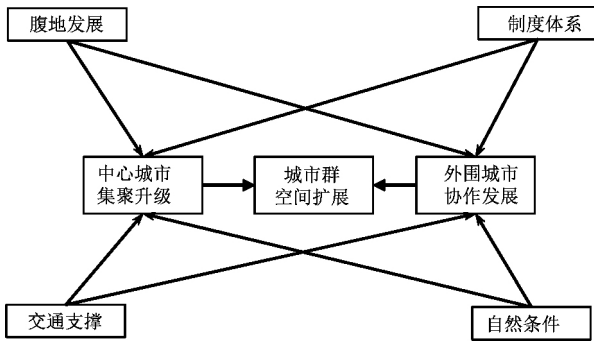 腹地发展
制度体系
中心城市
集聚升级
城市群
空间扩展
外围城市
协作发展
交通支撑
自然条件